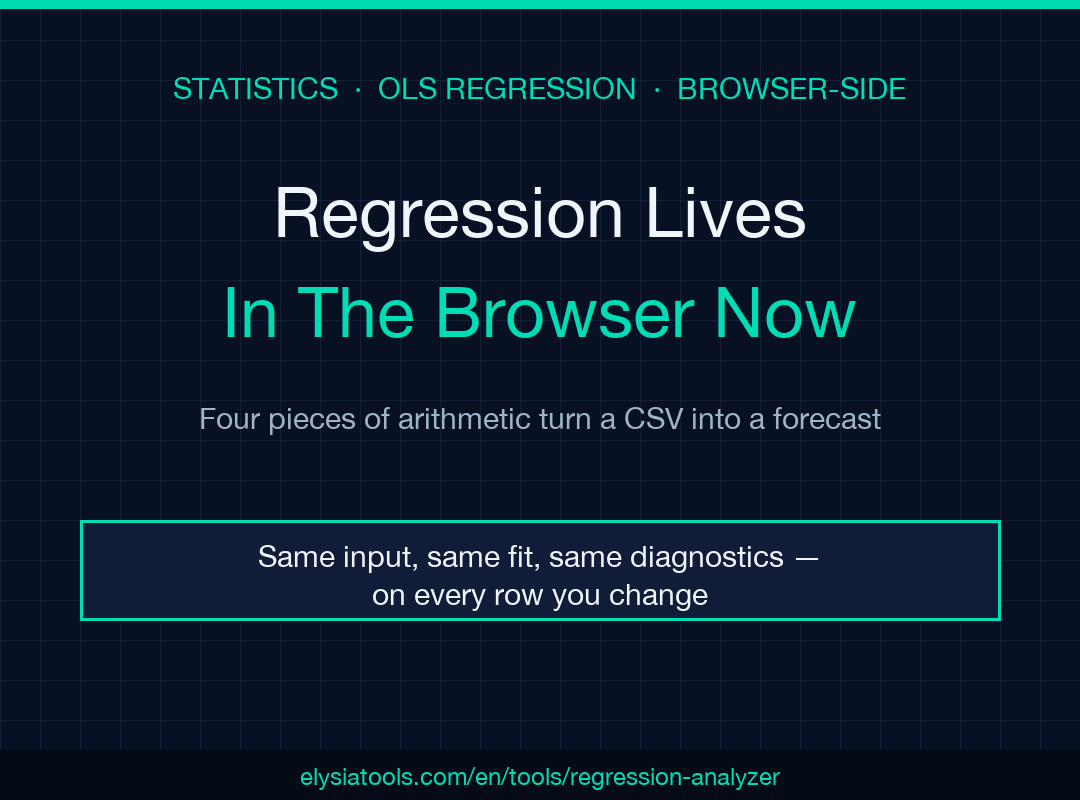 STATISTICS · OLS REGRESSION · BROWSER-SIDE
Regression Lives
In The Browser Now
Four pieces of arithmetic turn a CSV into a forecast
Same input, same fit, same diagnostics —
on every row you change
elysiatools.com/en/tools/regression-analyzer